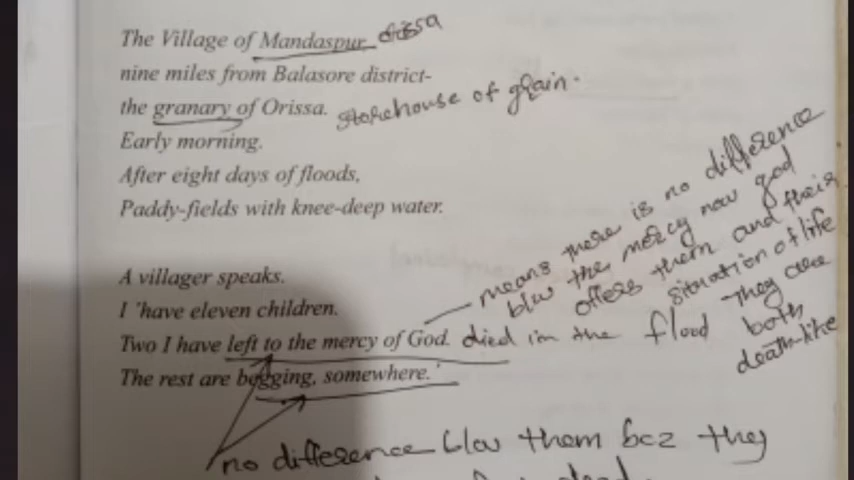 The Village of Mandaspur orissa
nine miles from Balasore district-
the granary of Orissa. storehouse of grain.
Early morning.
After eight days of floods,
Paddy-fields with knee-deep water.
A villager speaks.
I 'have eleven children.
Two I have left to the mercy of God. died in the flood
The rest are begging, somewhere.'
means there is no difference
blw the mercy now god
offers them and their
situation of life
They are
both
death-like
no difference blw them bcz they
dead.